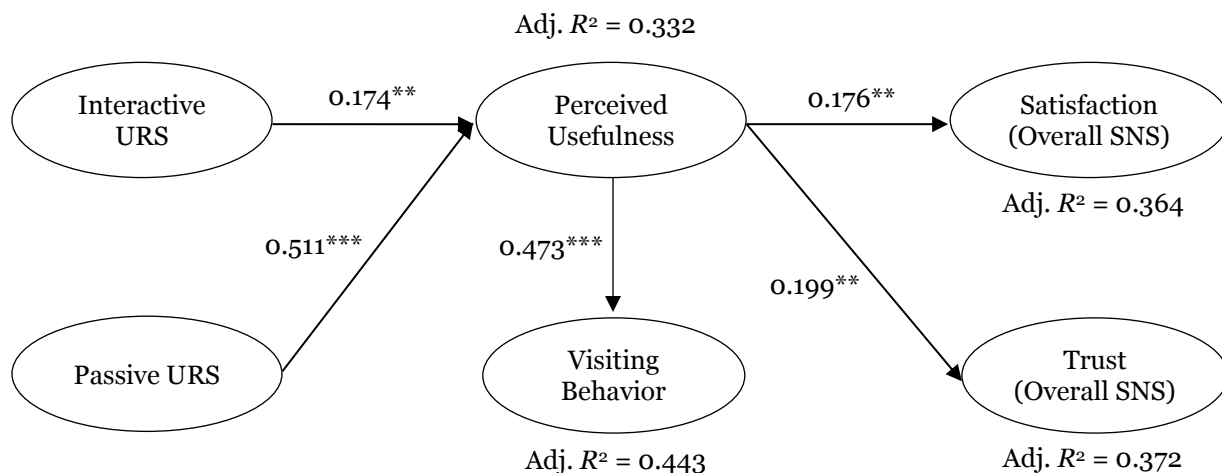 Adj. R² = 0.332
Interactive
URS
0.174**
Perceived
Usefulness
0.176**
Satisfaction
(Overall SNS)
Adj. R² = 0.364
0.511***
0.473***
0.199**
Passive URS
Visiting
Behavior
Adj. R² = 0.443
Trust
(Overall SNS)
Adj. R² = 0.372